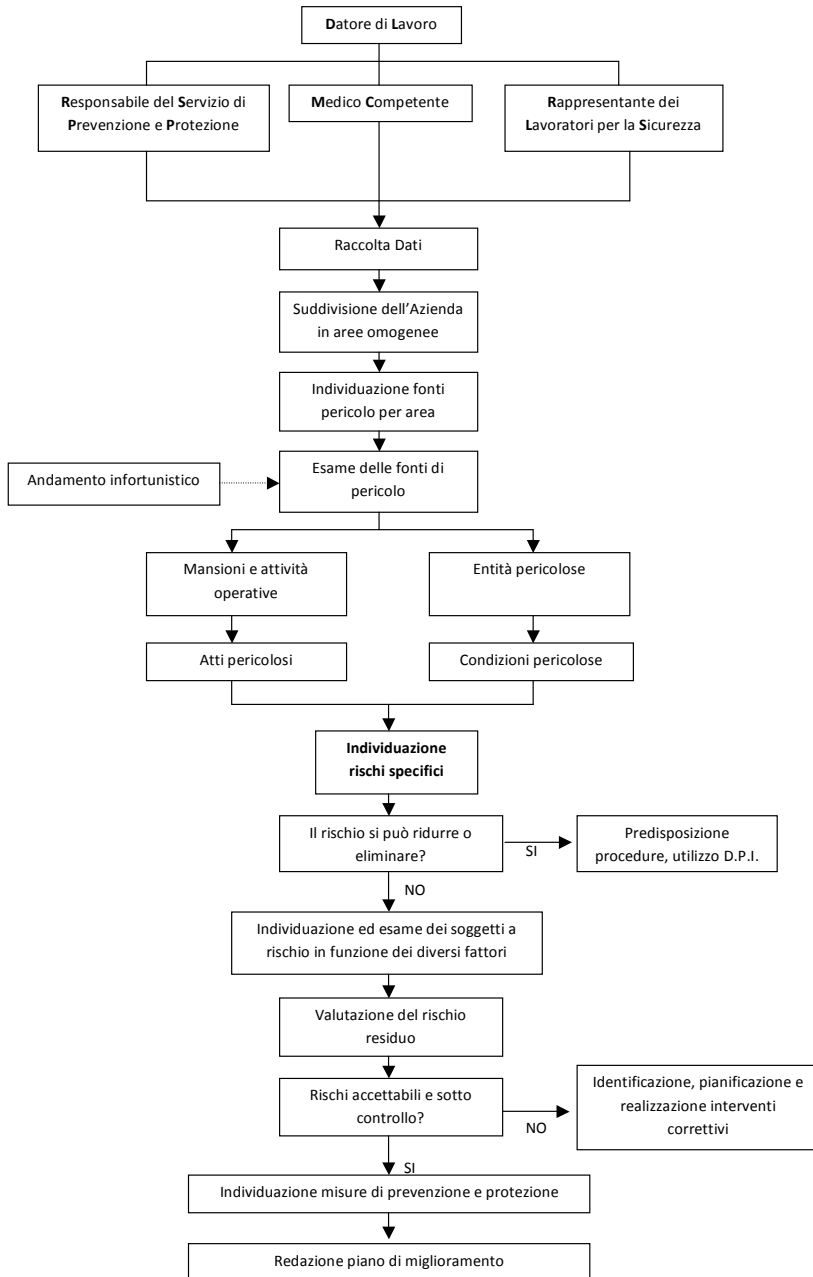 Datore di Lavoro
Responsabile del Servizio di
Prevenzione e Protezione
Medico Competente
Rappresentante dei
Lavoratori per la Sicurezza
Raccolta Dati
Suddivisione dell’Azienda
in aree omogenee
Individuazione fonti
pericolo per area
Andamento infortunistico
Esame delle fonti di
pericolo
Mansioni e attività
operative
Entità pericolose
Atti pericolosi
Condizioni pericolose
Individuazione
rischi specifici
Il rischio si può ridurre o
eliminare?
SI
Predisposizione
procedure, utilizzo D.P.I.
NO
Individuazione ed esame dei soggetti a
rischio in funzione dei diversi fattori
Valutazione del rischio
residuo
Rischi accettabili e sotto
controllo?
NO
Identificazione, pianificazione e
realizzazione interventi
correttivi
SI
Individuazione misure di prevenzione e protezione
Redazione piano di miglioramento